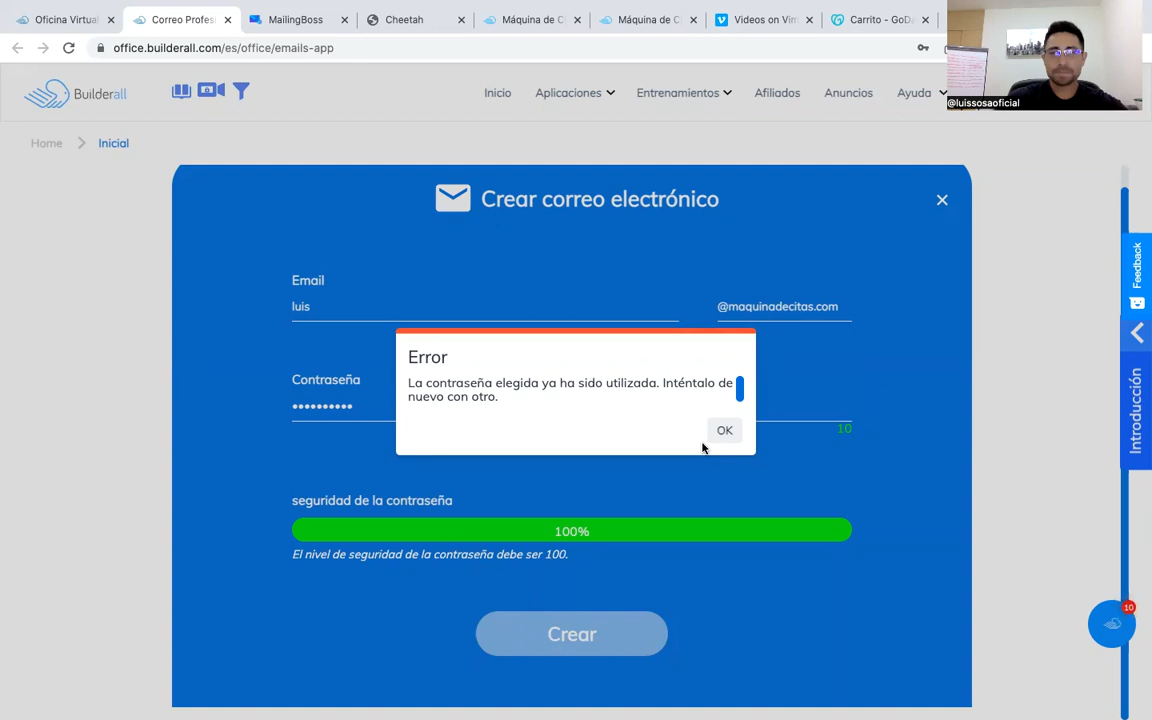 Oficina Virtual
Correo Profes
MailingBoss
Cheetah
Máquina de C
Máquina de C
Videos on Vim
Carrito - GoDa
office.builderall.com/es/office/emails-app
@luissosaoficial
Builderall
Inicio
Aplicaciones
Entrenamientos
Afiliados
Anuncios
Ayuda
Home
Inicial
Crear correo electrónico
Email
luis
@maquinadecitas.com
Error
La contraseña elegida ya ha sido utilizada. Inténtalo de
nuevo con otro.
OK
Contraseña
••••••••••
10
seguridad de la contraseña
100%
El nivel de seguridad de la contraseña debe ser 100.
Crear
Feedback
Introducción
10